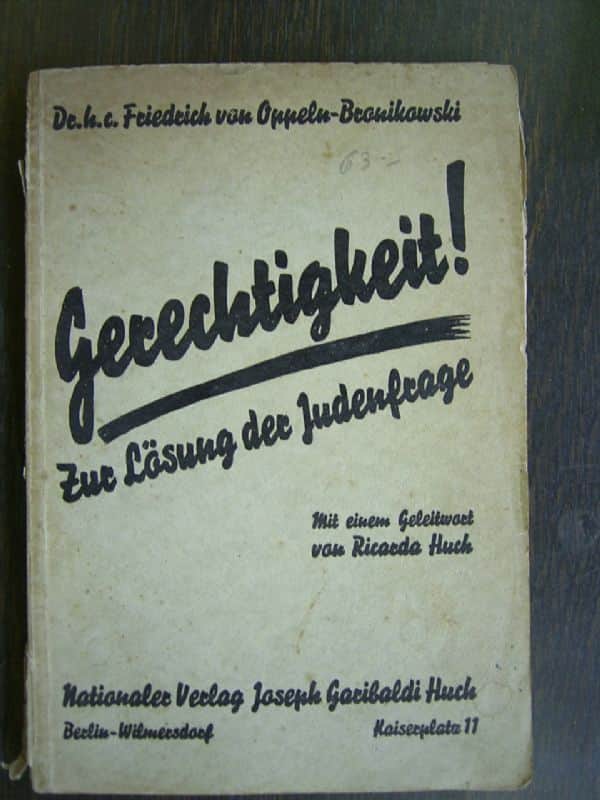 Dr. h. c. Friedrich von Oppeln-Bronikowski
63-
Gerechtigkeit!
Zur Lösung der Judenfrage
Mit einem Geleitwort
von Ricarda Huch
Nationaler Verlag Joseph Garibaldi Huch
Berlin-Wilmersdorf Kaiserplatz 11